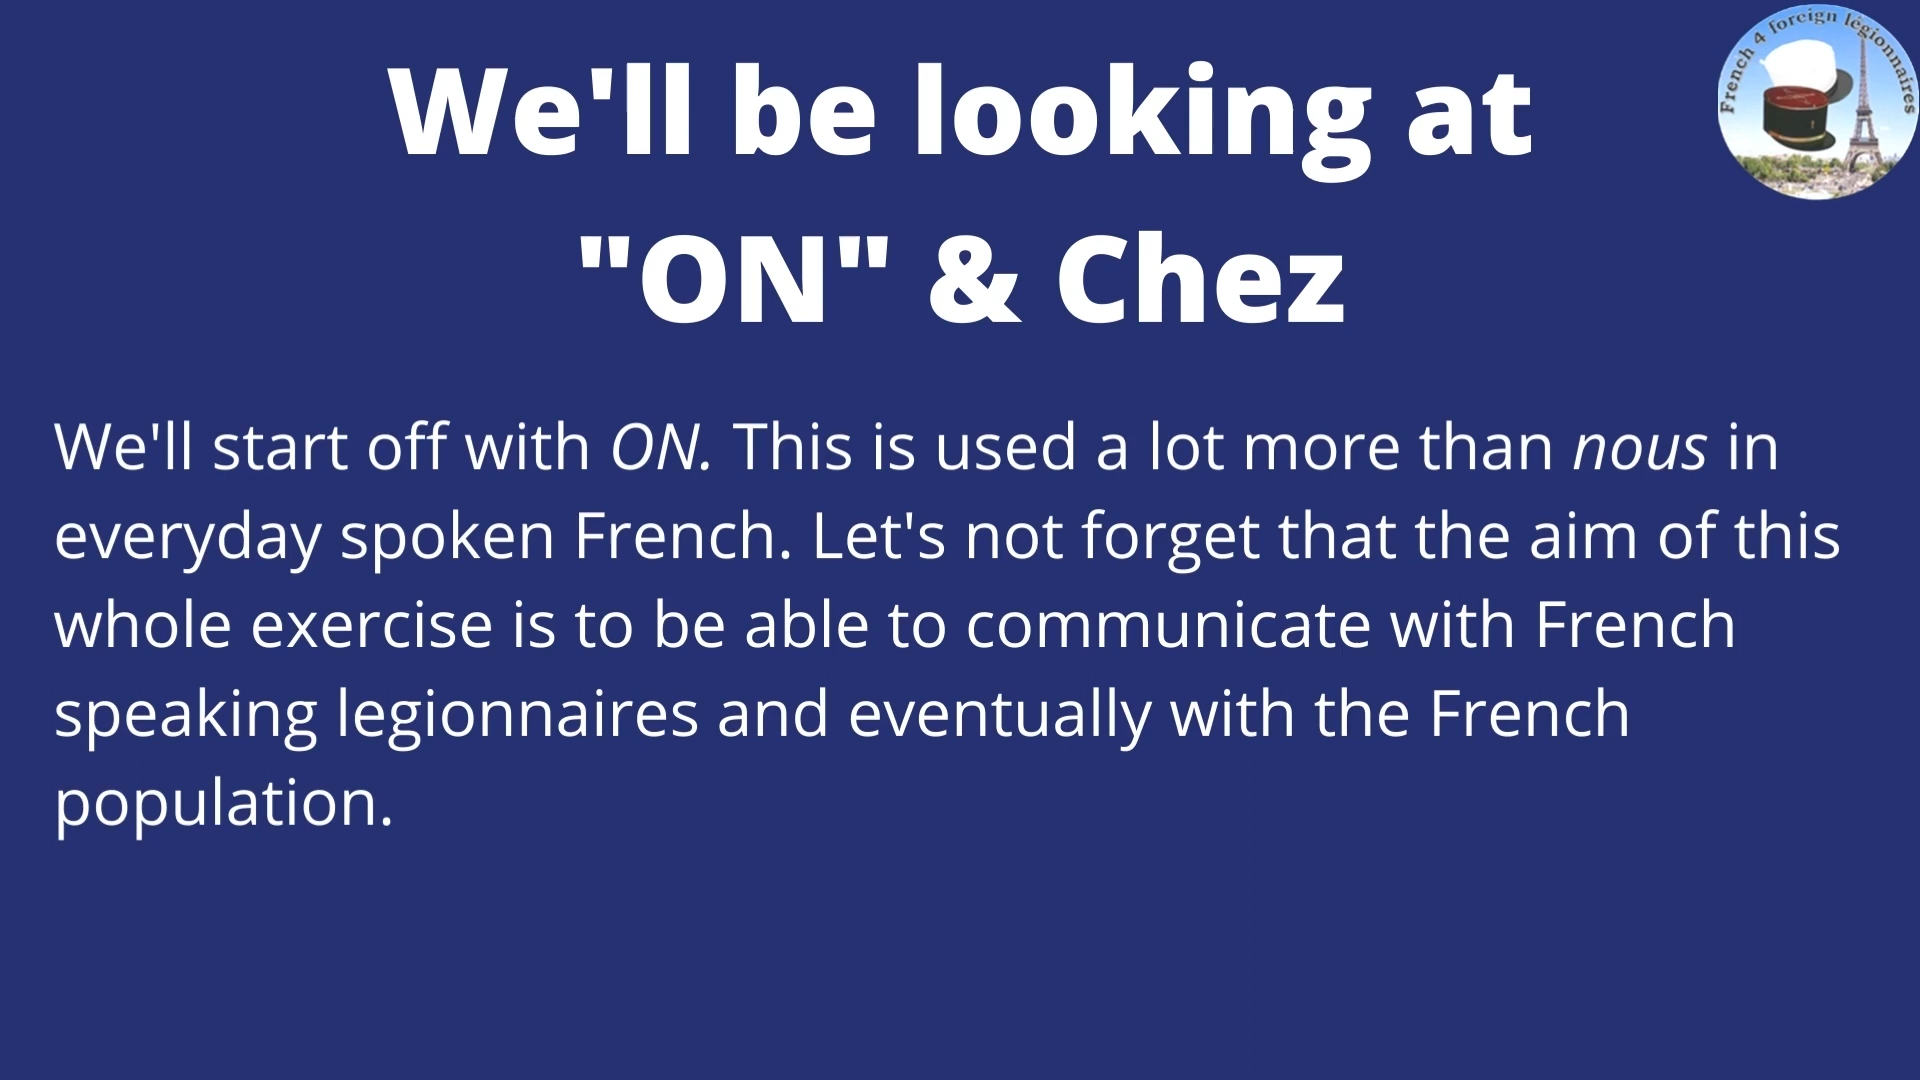 French 4 foreign légionnaires
We'll be looking at
"ON" & Chez
We'll start off with ON. This is used a lot more than nous in
everyday spoken French. Let's not forget that the aim of this
whole exercise is to be able to communicate with French
speaking legionnaires and eventually with the French
population.